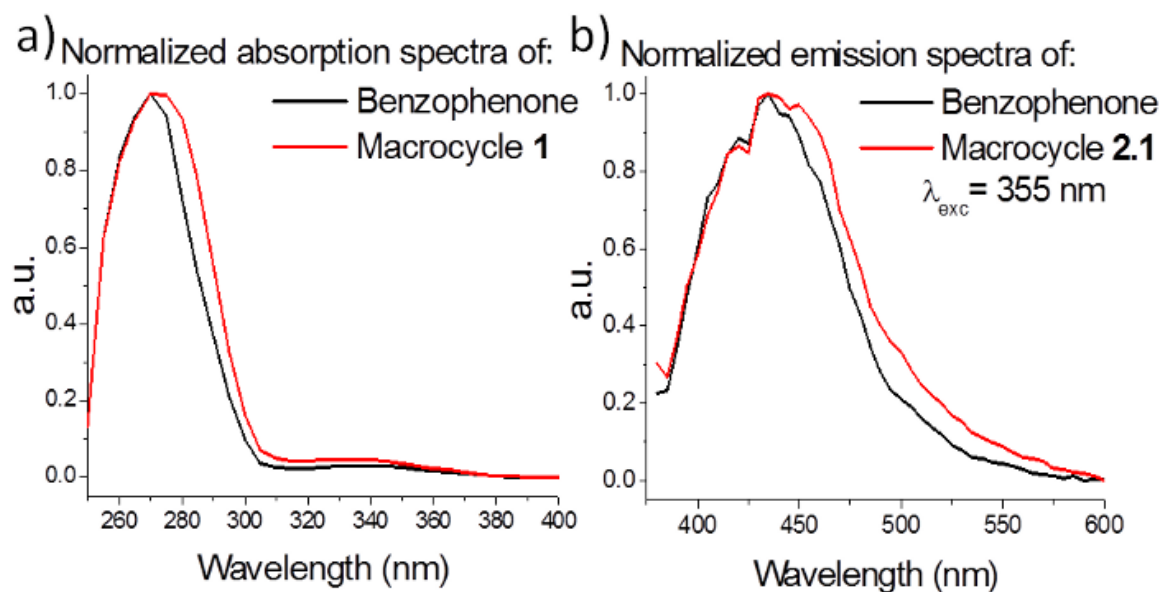 a) Normalized absorption spectra of:
Benzophenone
Macrocycle 1
a.u.
1.0
0.8
0.6
0.4
0.2
0.0
260 280 300 320 340 360 380 400
Wavelength (nm)
b) Normalized emission spectra of:
Benzophenone
Macrocycle 2.1
λexc= 355 nm
a.u.
1.0
0.8
0.6
0.4
0.2
0.0
400 450 500 550 600
Wavelength (nm)